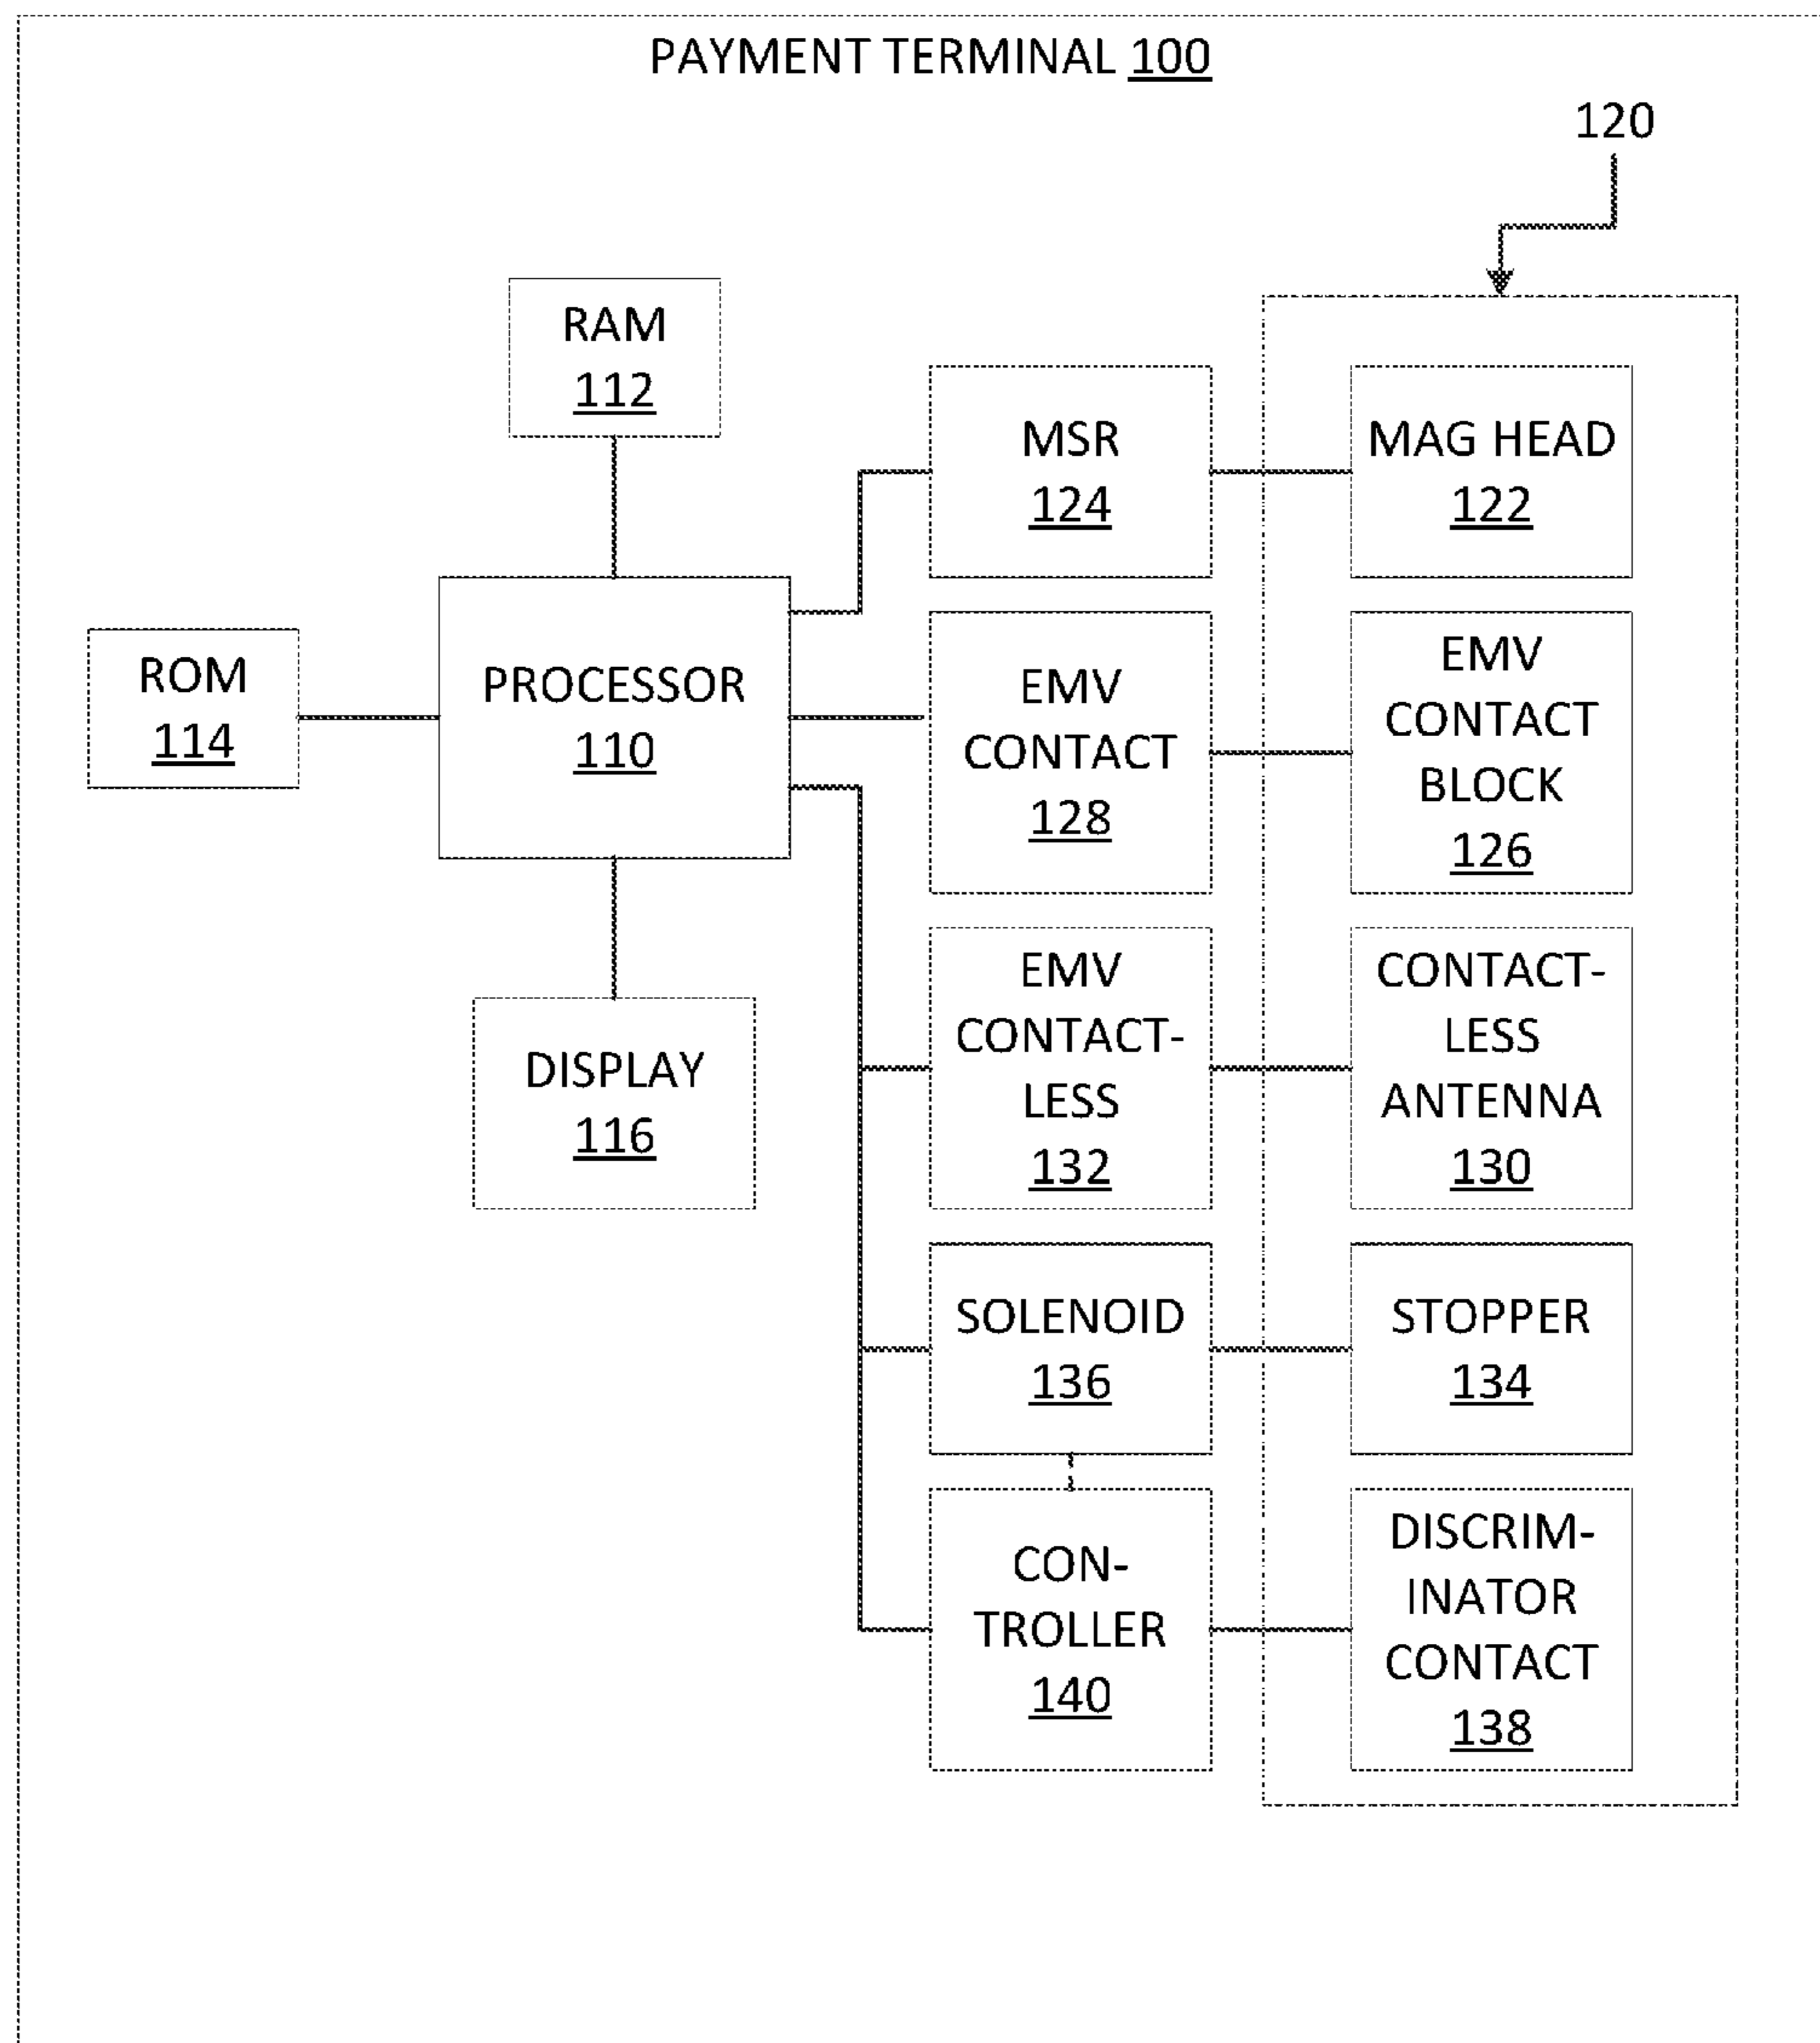 PAYMENT TERMINAL 100
120
RAM
112
MSR
124
MAG HEAD
122
ROM
114
PROCESSOR
110
EMV
CONTACT
128
EMV
CONTACT
BLOCK
126
DISPLAY
116
EMV
CONTACT-
LESS
132
CONTACT-
LESS
ANTENNA
130
SOLENOID
136
STOPPER
134
CON-
TROLLER
140
DISCRIM-
INATOR
CONTACT
138